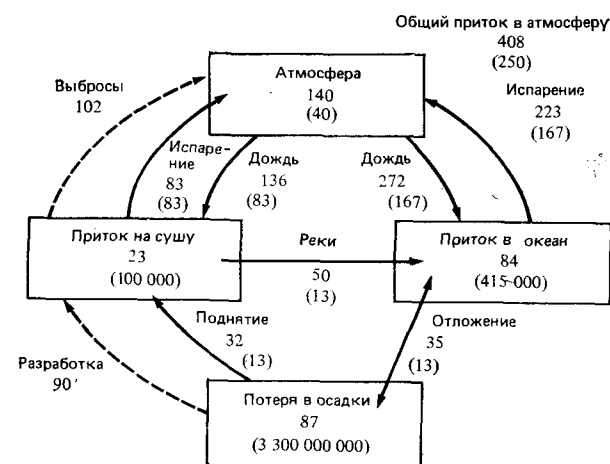 Общий приток в атмосферу
408
(250)
Атмосфера
140
(40)
Выбросы
102
Испарение
223
(167)
Испаре-
ние
83
(83)
Дождь
136
(83)
Дождь
272
(167)
Приток на сушу
23
(100 000)
Реки
50
(13)
Приток в океан
84
(415 000)
Поднятие
32
(13)
Отложение
35
(13)
Разработка
90
Потеря в осадки
87
(3 300 000 000)